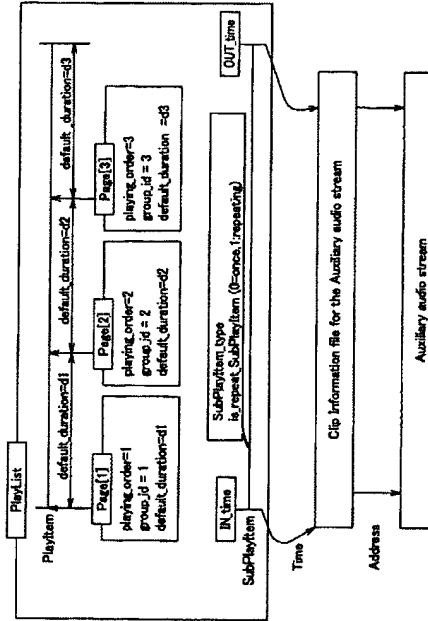 PlayList
PlayItem
default_duration=d1
default_duration=d2
default_duration=d3
Page[1]
playing_order=1
group_id = 1
default_duration=d1
Page[2]
playing_order=2
group_id = 2
default_duration=d2
Page[3]
playing_order=3
group_id = 3
default_duration =d3
SubPlayItem_type
is_repeat_SubPlayItem (0=once,1:repeating)
IN_time
OUT_time
SubPlayItem
Time
Clip Information file for the Auxiliary audio stream
Address
Auxiliary audio stream